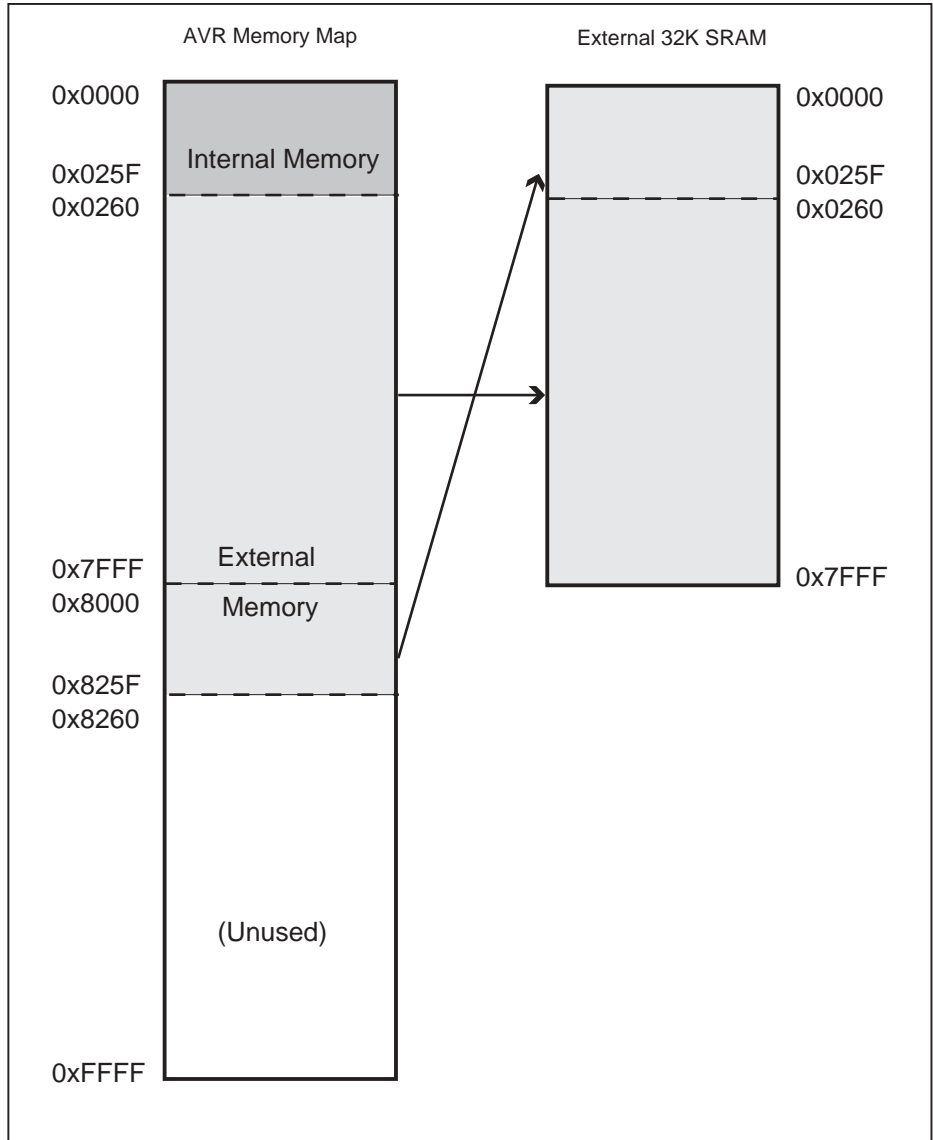 AVR Memory Map
External 32K SRAM
0x0000
Internal Memory
0x025F
0x0260
External
0x7FFF
0x8000
Memory
0x825F
0x8260
(Unused)
0xFFFF
0x0000
0x025F
0x0260
0x7FFF